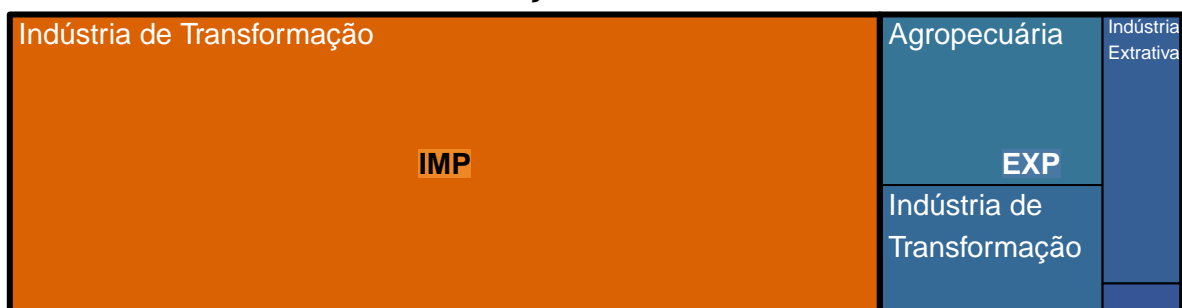 Indústria de Transformação
IMP
Agropecuária
EXP
Indústria de
Transformação
Indústria
Extrativa